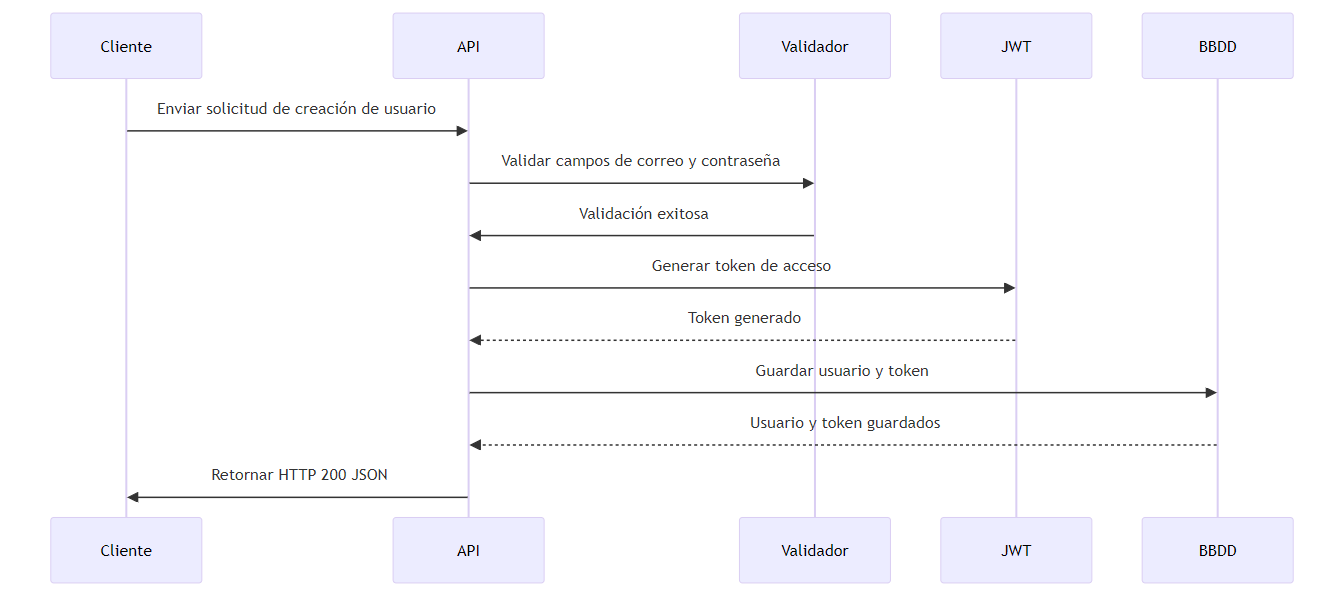 Cliente
API
Validador
JWT
BBDD
Enviar solicitud de creación de usuario
Validar campos de correo y contraseña
Validación exitosa
Generar token de acceso
Token generado
Guardar usuario y token
Usuario y token guardados
Retornar HTTP 200 JSON
Cliente
API
Validador
JWT
BBDD